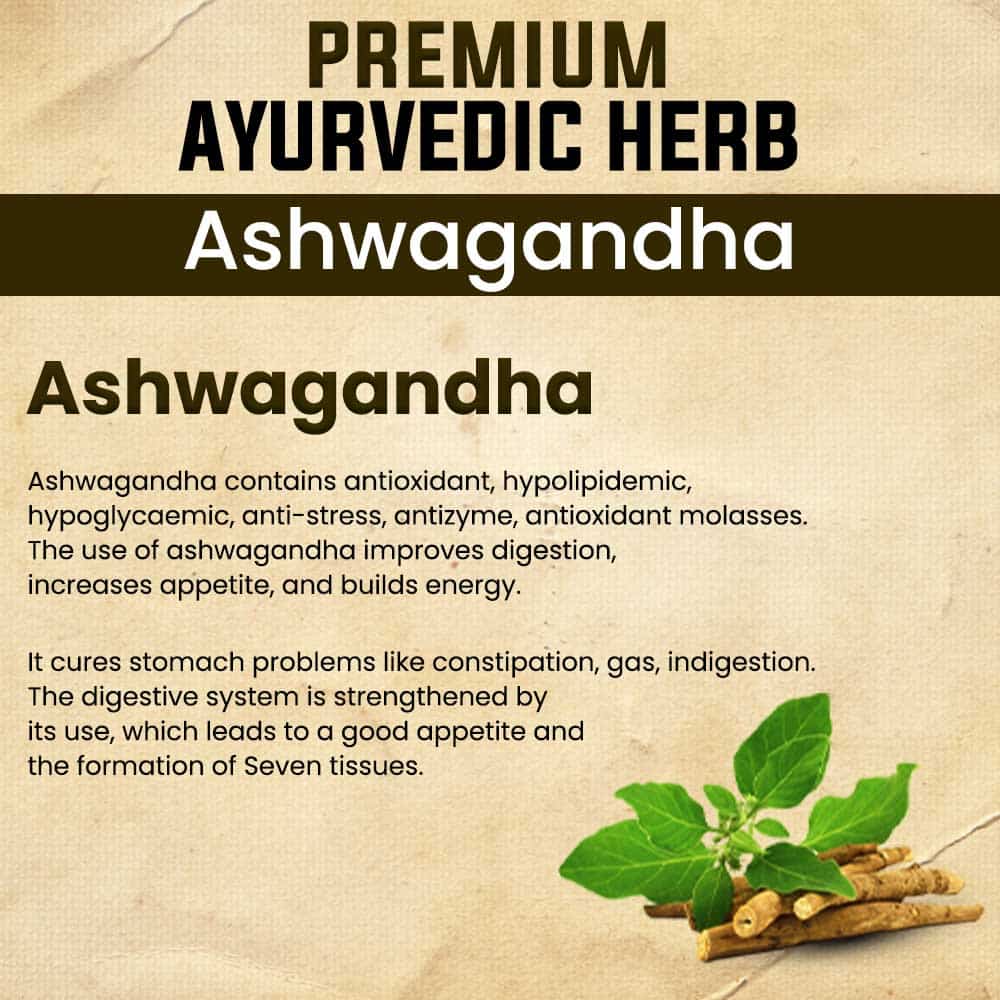 PREMIUM
AYURVEDIC HERB
Ashwagandha
Ashwagandha
Ashwagandha contains antioxidant, hypolipidemic,
hypoglycaemic, anti-stress, antizyme, antioxidant molasses.
The use of ashwagandha improves digestion,
increases appetite, and builds energy.
It cures stomach problems like constipation, gas, indigestion.
The digestive system is strengthened by
its use, which leads to a good appetite and
the formation of Seven tissues.